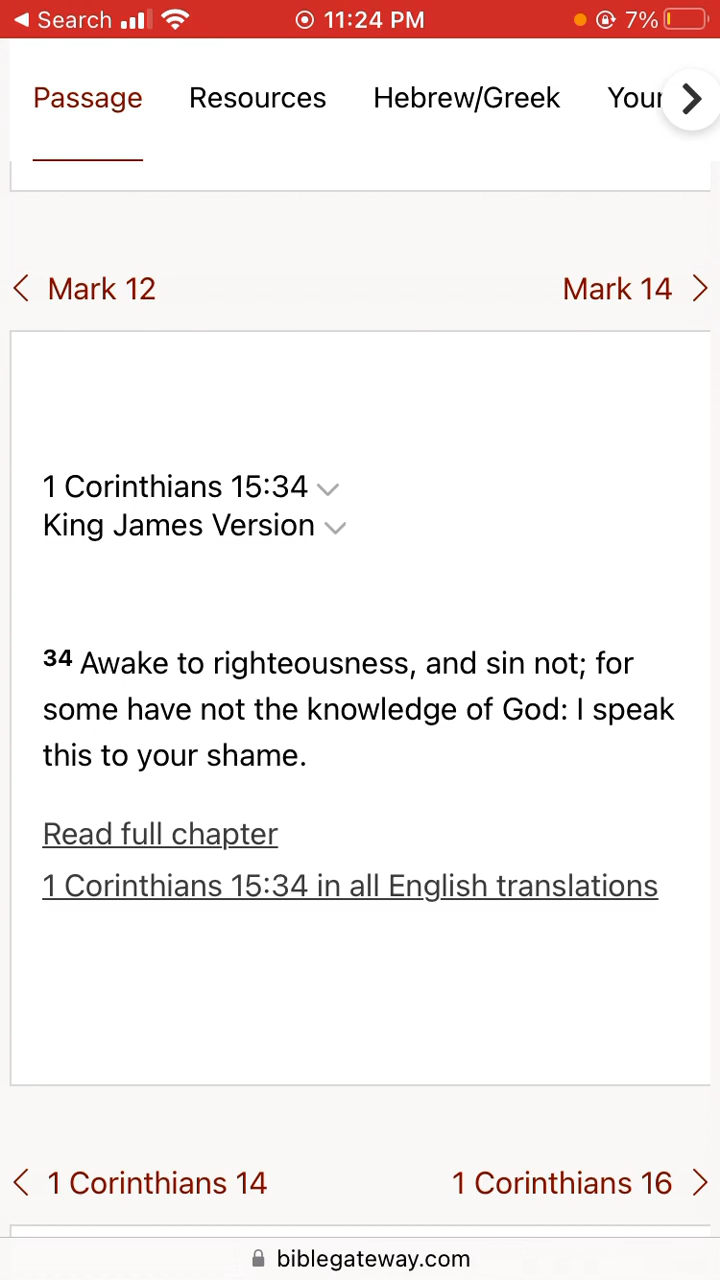 Search 11:24 PM 7%
Passage Resources Hebrew/Greek Your
Mark 12 Mark 14
1 Corinthians 15:34
King James Version
34 Awake to righteousness, and sin not; for
some have not the knowledge of God: I speak
this to your shame.
Read full chapter
1 Corinthians 15:34 in all English translations
1 Corinthians 14 1 Corinthians 16
biblegateway.com